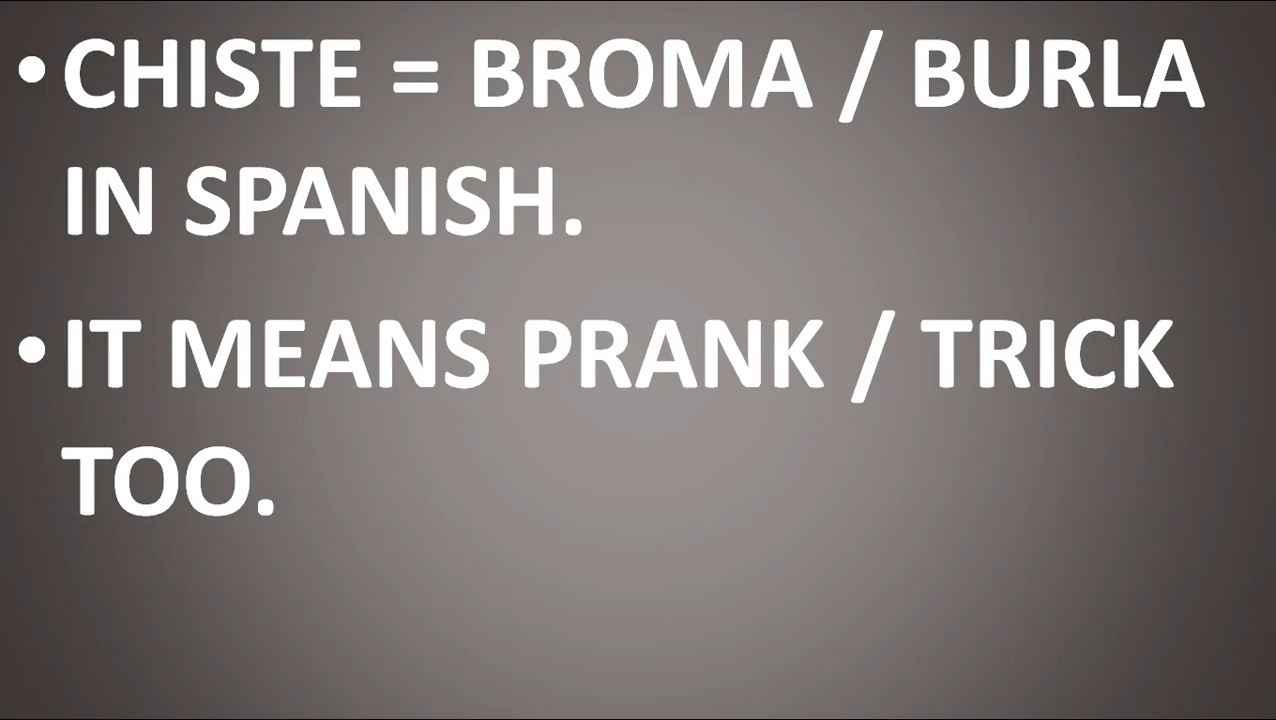 • CHISTE = BROMA / BURLA
IN SPANISH.
• IT MEANS PRANK / TRICK
TOO.